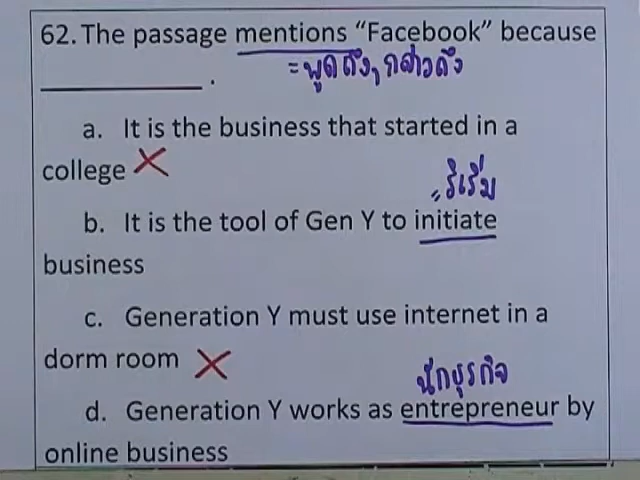 62. The passage mentions “Facebook” because
=พูดถึง, กล่าวถึง
____________ .
a. It is the business that started in a
college
=ริเริ่ม
b. It is the tool of Gen Y to initiate
business
c. Generation Y must use internet in a
dorm room
นักธุรกิจ
d. Generation Y works as entrepreneur by
online business